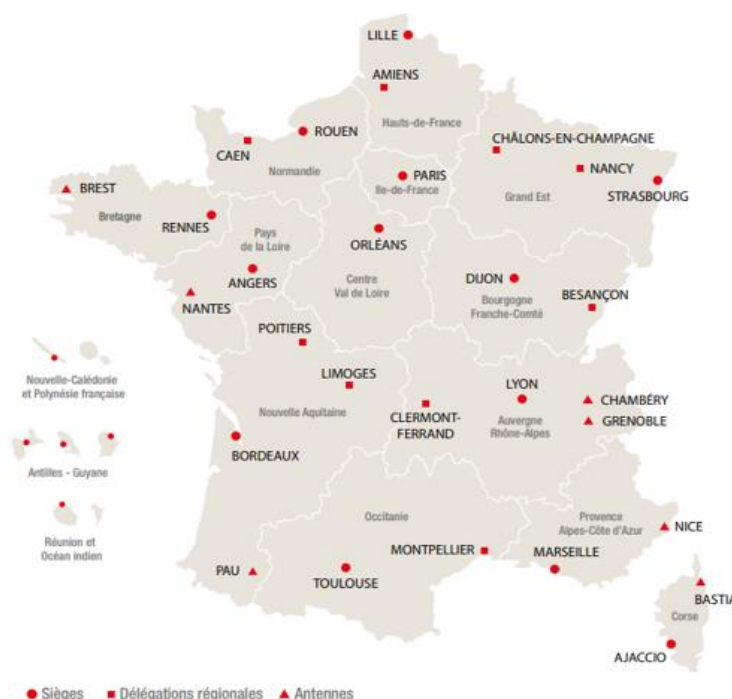 LILLE
AMIENS
Hauts-de-France
ROUEN
CAEN
Normandie
CHÂLONS-EN-CHAMPAGNE
NANCY
PARIS
Ile-de-France
Grand Est
STRASBOURG
BREST
Bretagne
RENNES
Pays
de la Loire
ORLÉANS
ANGERS
Centre
Val de Loire
DIJON
Bourgogne
Franche-Comté
BESANÇON
NANTES
POITIERS
LIMOGES
Nouvelle Aquitaine
LYON
CHAMBÉRY
CLERMONT-
FERRAND
Auvergne
Rhône-Alpes
GRENOBLE
Nouvelle-Calédonie
et Polynésie française
BORDEAUX
Antilles - Guyane
Réunion et
Océan indien
Occitanie
Provence
Alpes-Côte d'Azur
NICE
MONTPELLIER
MARSEILLE
PAU
TOULOUSE
BASTIA
Corse
AJACCIO
Sièges
Délégations régionales
Antennes